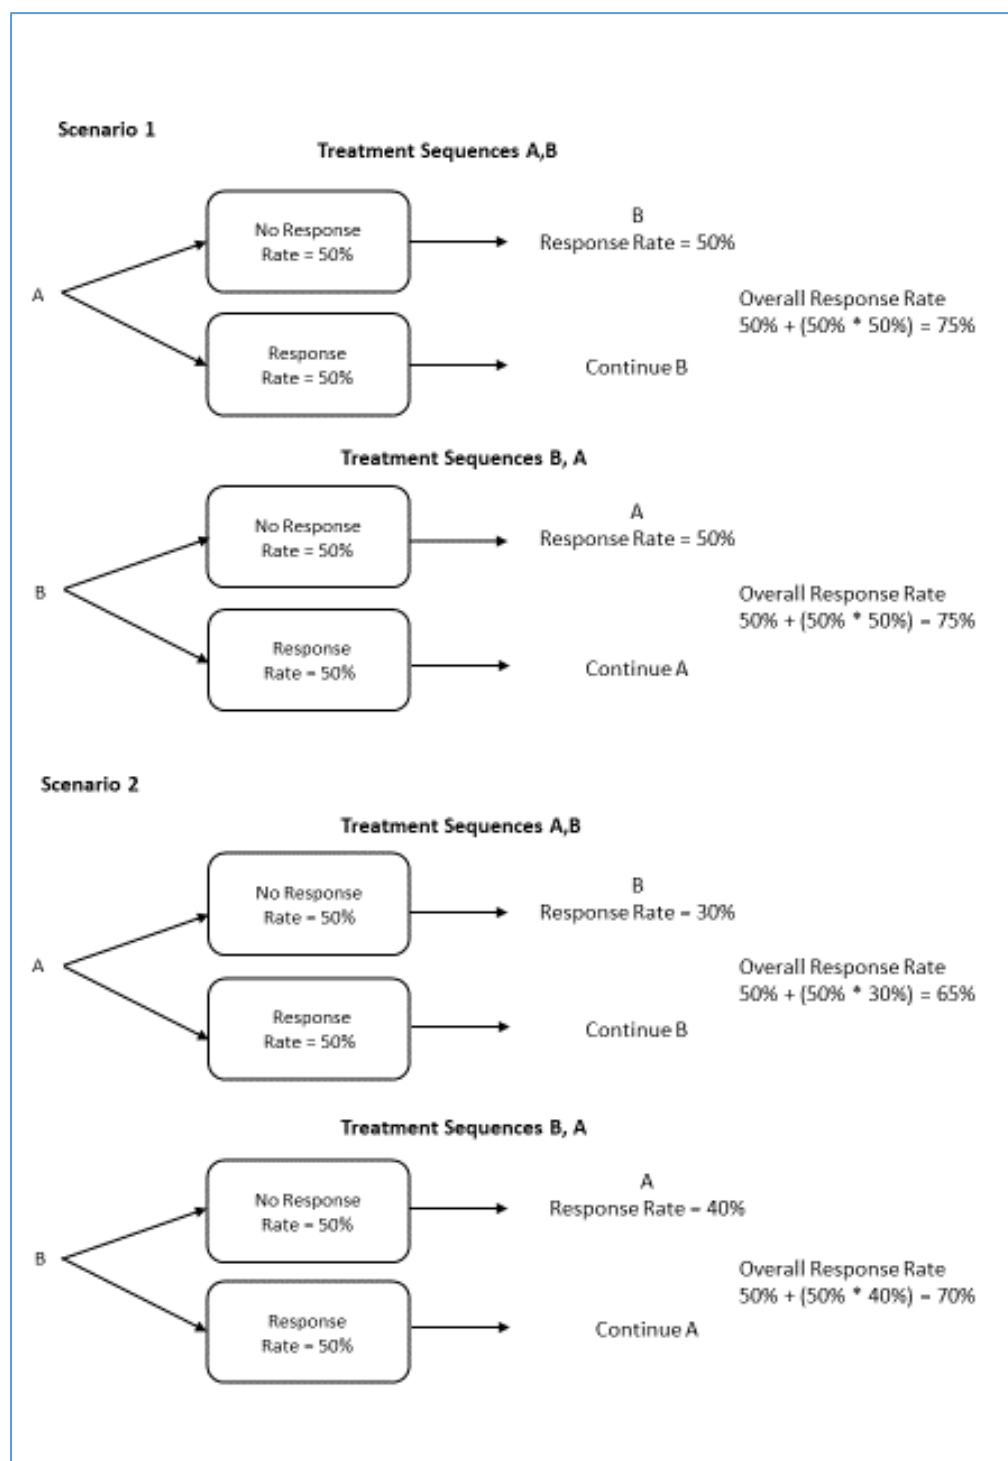 Scenario 1
Treatment Sequences A,B
A
No Response
Rate = 50%
B
Response Rate = 50%
Response
Rate = 50%
Continue B
Overall Response Rate
50% + (50% * 50%) = 75%
Treatment Sequences B, A
B
No Response
Rate = 50%
A
Response Rate = 50%
Response
Rate = 50%
Continue A
Overall Response Rate
50% + (50% * 50%) = 75%
Scenario 2
Treatment Sequences A,B
A
No Response
Rate = 50%
B
Response Rate = 30%
Response
Rate = 50%
Continue B
Overall Response Rate
50% + (50% * 30%) = 65%
Treatment Sequences B, A
B
No Response
Rate = 50%
A
Response Rate = 40%
Response
Rate = 50%
Continue A
Overall Response Rate
50% + (50% * 40%) = 70%